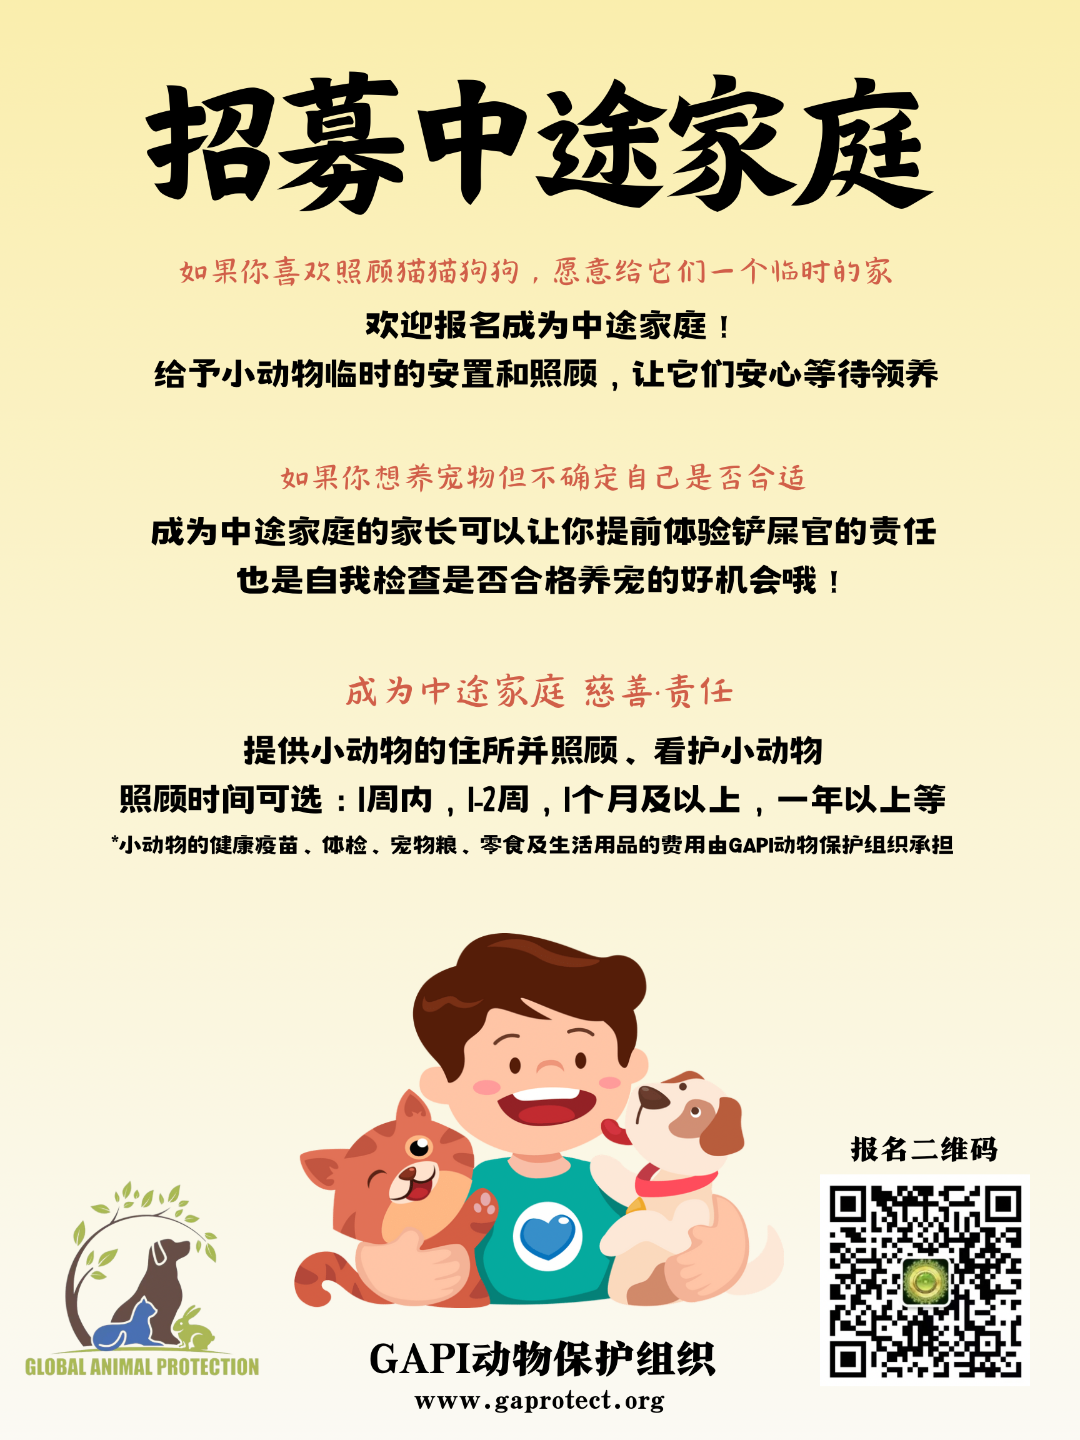 招募中途家庭
如果你喜欢照顾猫猫狗狗，愿意给它们一个临时的家
欢迎报名成为中途家庭！
给予小动物临时的安置和照顾，让它们安心等待领养
如果你想养宠物但不确定自己是否合适
成为中途家庭的家长可以让你提前体验铲屎官的责任
也是自我检查是否合格养宠的好机会哦！
成为中途家庭 慈善·责任
提供小动物的住所并照顾、看护小动物
照顾时间可选：1周内，1-2周，1个月及以上，一年以上等
*小动物的健康疫苗、体检、宠物粮、零食及生活用品的费用由GAPI动物保护组织承担
报名二维码
GLOBAL ANIMAL PROTECTION
GAPI动物保护组织
www.gaprotect.org